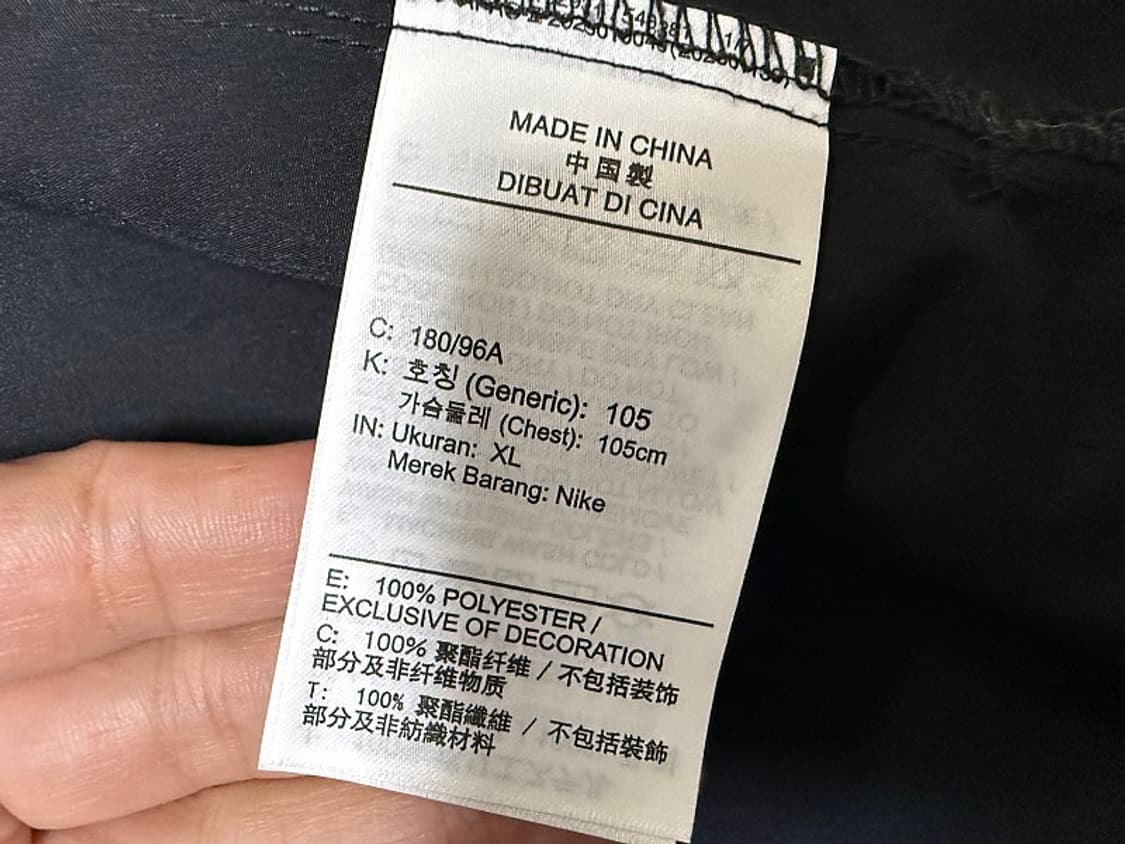 MADE IN CHINA
中国製
DIBUAT DI CINA
C: 180/96A
K: 호칭 (Generic): 105
가슴둘레 (Chest): 105cm
IN: Ukuran: XL
Merek Barang: Nike
E: 100% POLYESTER /
EXCLUSIVE OF DECORATION
C: 100% 聚酯纤维 / 不包括装饰
部分及非纤维物质
T: 100% 聚酯纖維 / 不包括裝飾
部分及非紡織材料